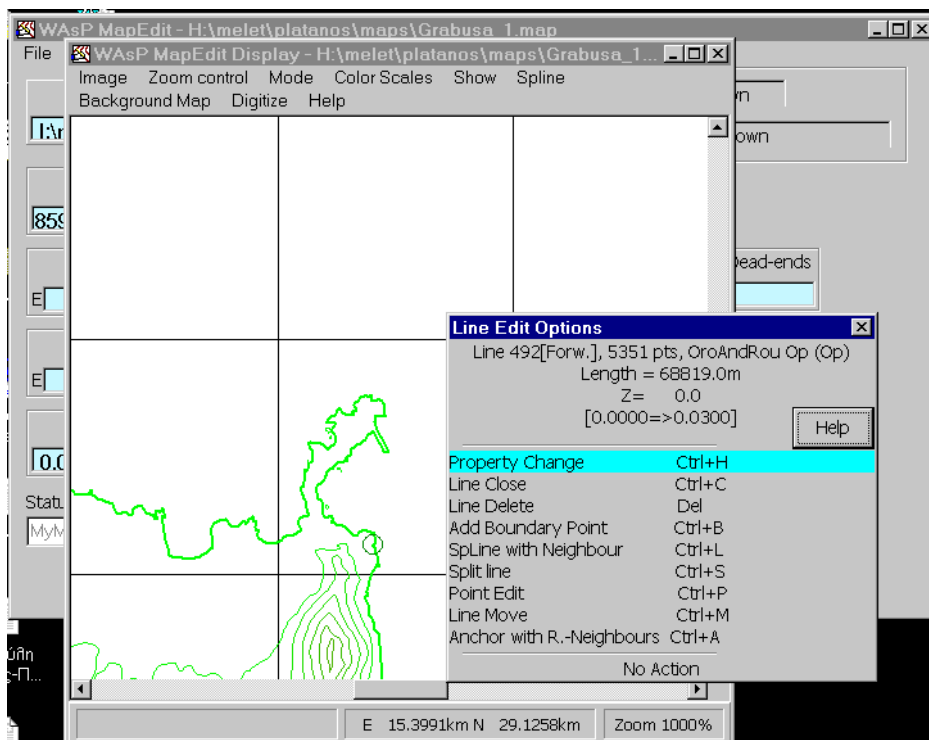 WAsP MapEdit - H:\melet\platanos\maps\Grabusa_1.map
File
WAsP MapEdit Display - H:\melet\platanos\maps\Grabusa_1...
Image Zoom control Mode Color Scales Show Spline
Background Map Digitize Help
859
E
E
0.0
Dead-ends
Line Edit Options
Line 492[Forw.], 5351 pts, OroAndRou Op (Op)
Length = 68819.0m
Z= 0.0
[0.0000=>0.0300]
Help
Property Change Ctrl+H
Line Close Ctrl+C
Line Delete Del
Add Boundary Point Ctrl+B
SpLine with Neighbour Ctrl+L
Split line Ctrl+S
Point Edit Ctrl+P
Line Move Ctrl+M
Anchor with R.-Neighbours Ctrl+A
No Action
E 15.3991km N 29.1258km Zoom 1000%